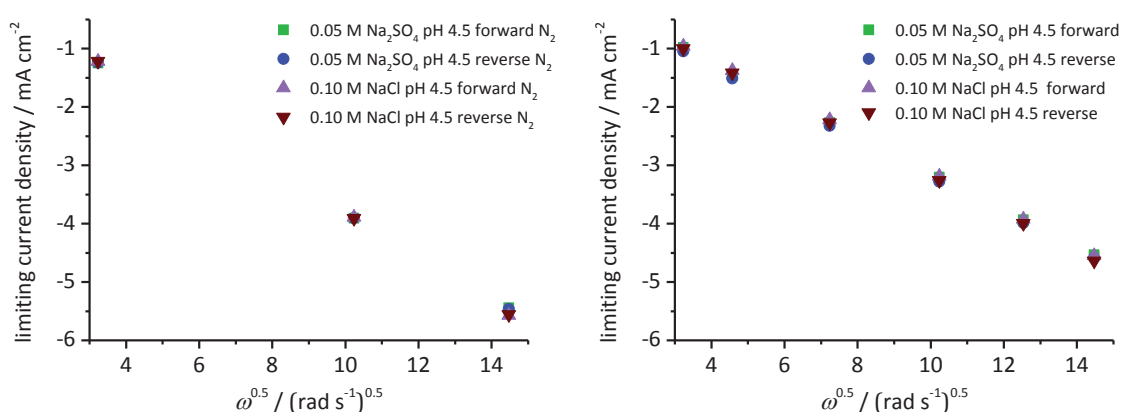 0.05 M Na₂SO₄ pH 4.5 forward N₂
0.05 M Na₂SO₄ pH 4.5 reverse N₂
0.10 M NaCl pH 4.5 forward N₂
0.10 M NaCl pH 4.5 reverse N₂
limiting current density / mA cm⁻²
-1
-2
-3
-4
-5
-6
4
6
8
10
12
14
ω⁰·⁵ / (rad s⁻¹)⁰·⁵
0.05 M Na₂SO₄ pH 4.5 forward
0.05 M Na₂SO₄ pH 4.5 reverse
0.10 M NaCl pH 4.5 forward
0.10 M NaCl pH 4.5 reverse
limiting current density / mA cm⁻²
-1
-2
-3
-4
-5
-6
4
6
8
10
12
14
ω⁰·⁵ / (rad s⁻¹)⁰·⁵